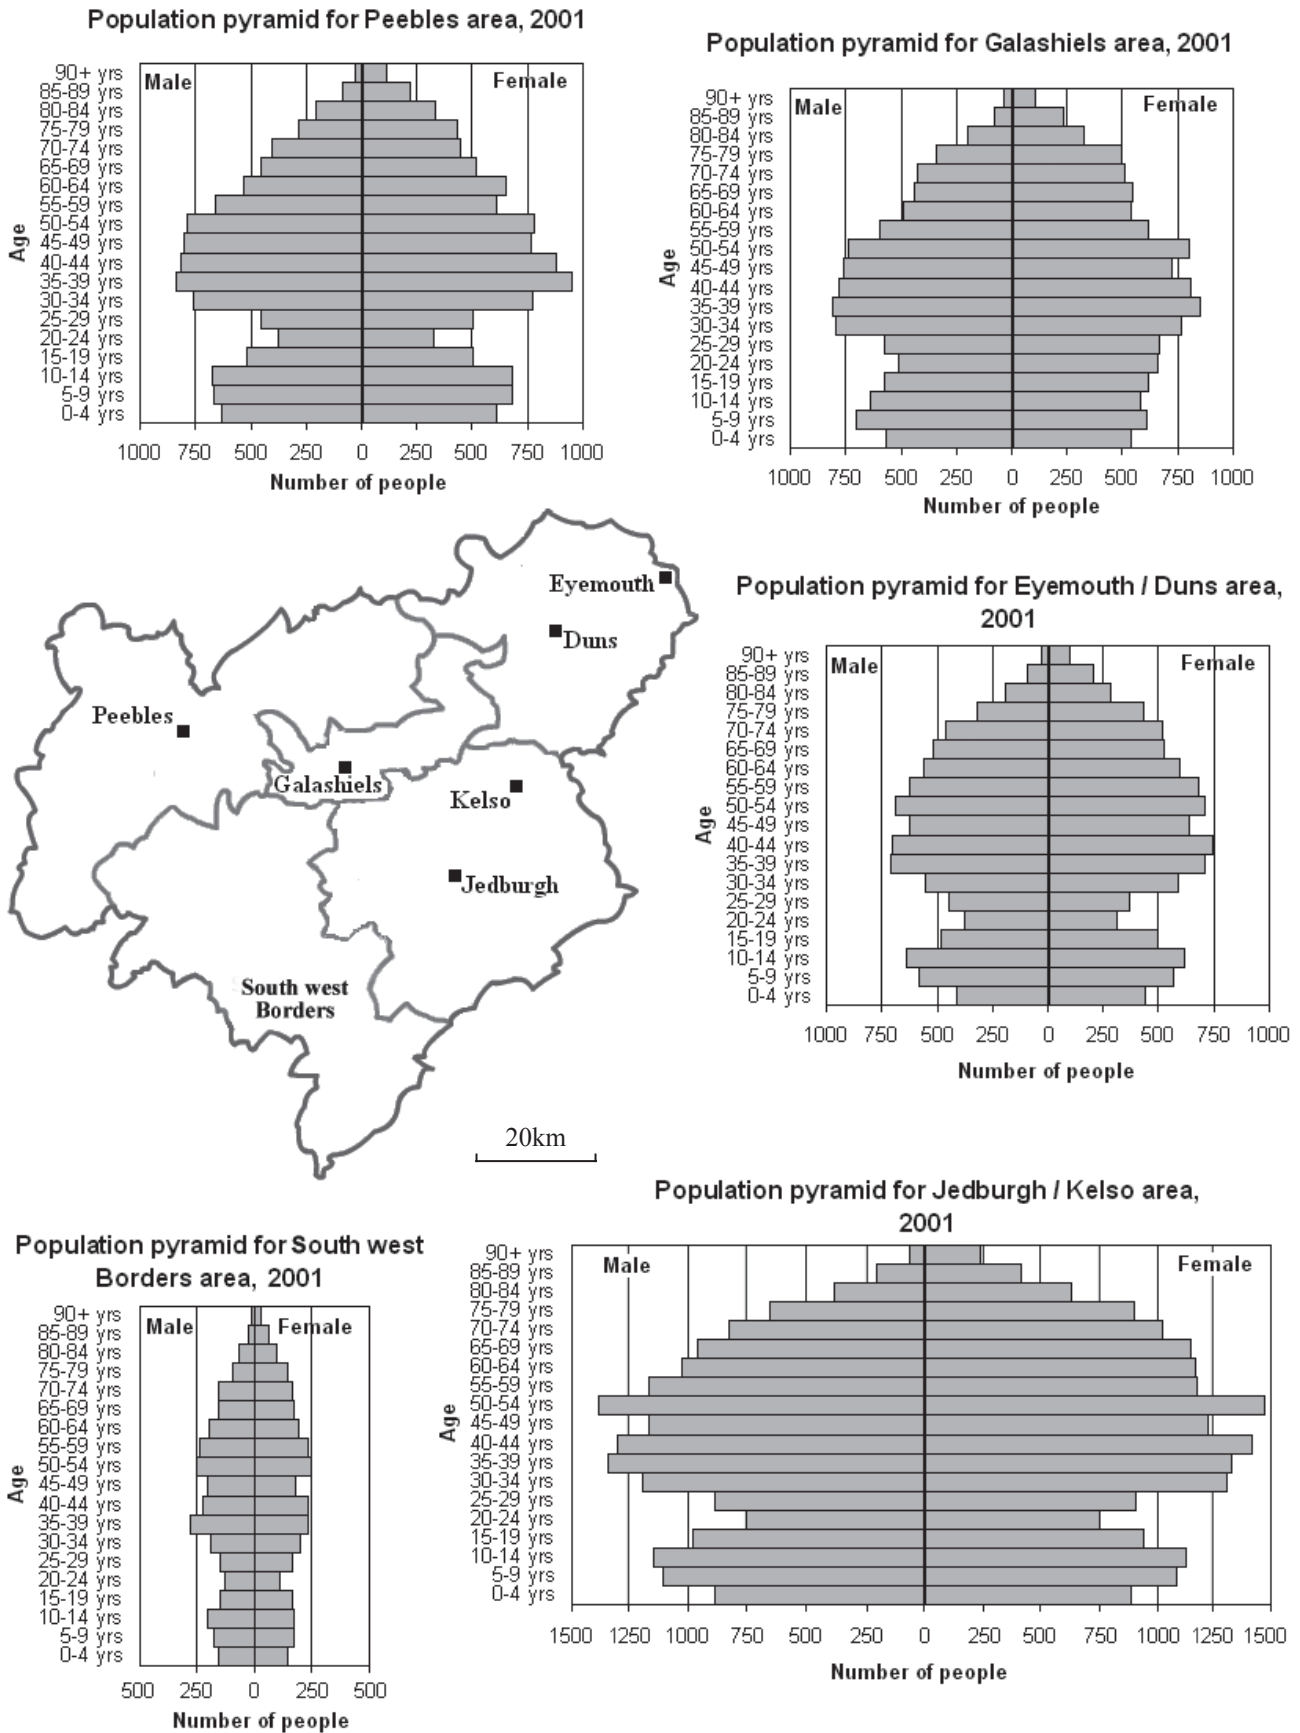 Population pyramid for Peebles area, 2001
Male
Female
90+ yrs
85-89 yrs
80-84 yrs
75-79 yrs
70-74 yrs
65-69 yrs
60-64 yrs
55-59 yrs
50-54 yrs
45-49 yrs
40-44 yrs
35-39 yrs
30-34 yrs
25-29 yrs
20-24 yrs
15-19 yrs
10-14 yrs
5-9 yrs
0-4 yrs
Age
1000 750 500 250 0 250 500 750 1000
Number of people
Population pyramid for Galashiels area, 2001
Male
Female
90+ yrs
85-89 yrs
80-84 yrs
75-79 yrs
70-74 yrs
65-69 yrs
60-64 yrs
55-59 yrs
50-54 yrs
45-49 yrs
40-44 yrs
35-39 yrs
30-34 yrs
25-29 yrs
20-24 yrs
15-19 yrs
10-14 yrs
5-9 yrs
0-4 yrs
Age
1000 750 500 250 0 250 500 750 1000
Number of people
Eyemouth
Duns
Peebles
Galashiels
Kelso
Jedburgh
South west
Borders
20km
Population pyramid for Eyemouth / Duns area,
2001
Male
Female
90+ yrs
85-89 yrs
80-84 yrs
75-79 yrs
70-74 yrs
65-69 yrs
60-64 yrs
55-59 yrs
50-54 yrs
45-49 yrs
40-44 yrs
35-39 yrs
30-34 yrs
25-29 yrs
20-24 yrs
15-19 yrs
10-14 yrs
5-9 yrs
0-4 yrs
Age
1000 750 500 250 0 250 500 750 1000
Number of people
Population pyramid for South west
Borders area, 2001
Male
Female
90+ yrs
85-89 yrs
80-84 yrs
75-79 yrs
70-74 yrs
65-69 yrs
60-64 yrs
55-59 yrs
50-54 yrs
45-49 yrs
40-44 yrs
35-39 yrs
30-34 yrs
25-29 yrs
20-24 yrs
15-19 yrs
10-14 yrs
5-9 yrs
0-4 yrs
Age
500 250 0 250 500
Number of people
Population pyramid for Jedburgh / Kelso area,
2001
Male
Female
90+ yrs
85-89 yrs
80-84 yrs
75-79 yrs
70-74 yrs
65-69 yrs
60-64 yrs
55-59 yrs
50-54 yrs
45-49 yrs
40-44 yrs
35-39 yrs
30-34 yrs
25-29 yrs
20-24 yrs
15-19 yrs
10-14 yrs
5-9 yrs
0-4 yrs
Age
1500 1250 1000 750 500 250 0 250 500 750 1000 1250 1500
Number of people